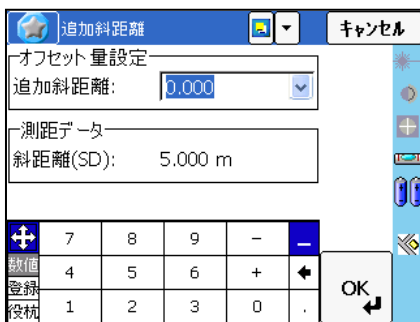 追加斜距離
キャンセル
オフセット量設定
追加斜距離: 0.000
測距データ
斜距離(SD): 5.000 m
7 8 9 -
数値 4 5 6 +
登録
役杭 1 2 3 0 .
OK